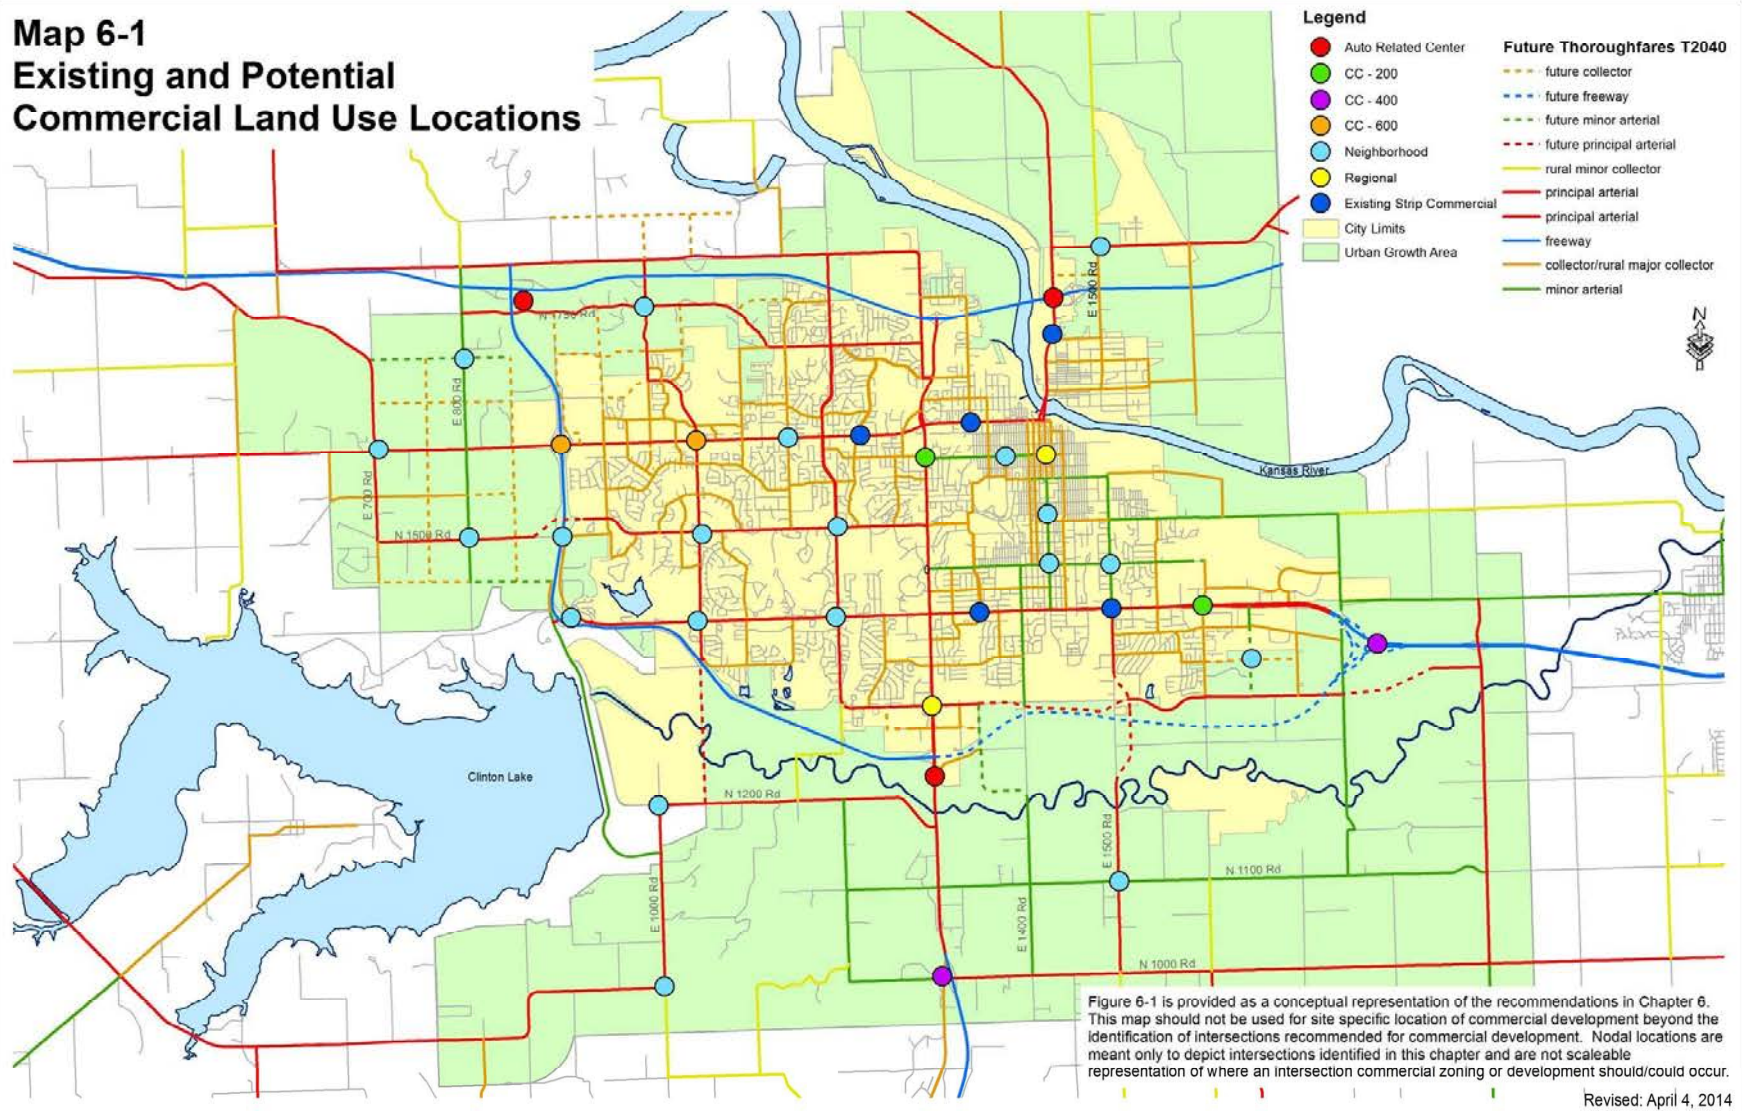 Map 6-1
Existing and Potential
Commercial Land Use Locations
Legend
Auto Related Center
CC - 200
CC - 400
CC - 600
Neighborhood
Regional
Existing Strip Commercial
City Limits
Urban Growth Area
Future Thoroughfares T2040
future collector
future freeway
future minor arterial
future principal arterial
rural minor collector
principal arterial
principal arterial
freeway
collector/rural major collector
minor arterial
N
E 1500 Rd
N 1750 Rd
E 800 Rd
Kansas River
E 700 Rd
N 1500 Rd
Clinton Lake
N 1200 Rd
E 1500 Rd
N 1100 Rd
E 1000 Rd
E 1400 Rd
N 1000 Rd
Figure 6-1 is provided as a conceptual representation of the recommendations in Chapter 6.
This map should not be used for site specific location of commercial development beyond the
identification of intersections recommended for commercial development. Nodal locations are
meant only to depict intersections identified in this chapter and are not scaleable
representation of where an intersection commercial zoning or development should/could occur.
Revised: April 4, 2014